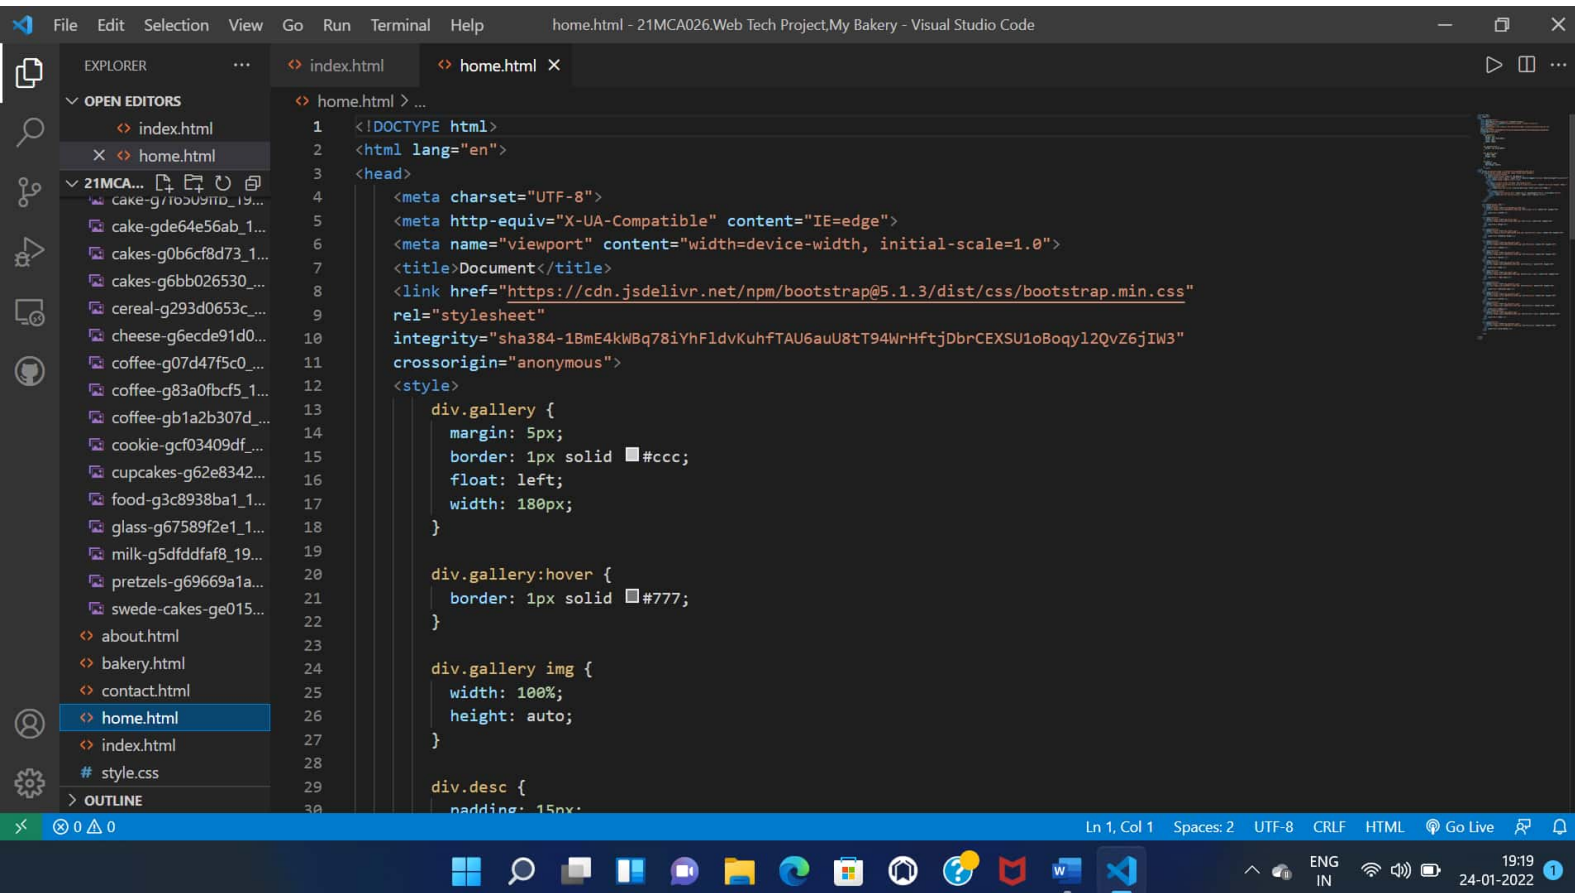 File Edit Selection View Go Run Terminal Help home.html - 21MCA026.Web Tech Project,My Bakery - Visual Studio Code
EXPLORER ...
index.html home.html
OPEN EDITORS
index.html
home.html
21MCA...
cake-gde64e56ab_1...
cakes-g0b6cf8d73_1...
cakes-g6bb026530_...
cereal-g293d0653c_...
cheese-g6ecde91d0...
coffee-g07d47f5c0_...
coffee-g83a0fbcf5_1...
coffee-gb1a2b307d_...
cookie-gcf03409df_...
cupcakes-g62e8342...
food-g3c8938ba1_1...
glass-g67589f2e1_1...
milk-g5dfddfaf8_19...
pretzels-g69669a1a...
swede-cakes-ge015...
about.html
bakery.html
contact.html
home.html
index.html
# style.css
OUTLINE
home.html > ...
1 <!DOCTYPE html>
2 <html lang="en">
3 <head>
4 <meta charset="UTF-8">
5 <meta http-equiv="X-UA-Compatible" content="IE=edge">
6 <meta name="viewport" content="width=device-width, initial-scale=1.0">
7 <title>Document</title>
8 <link href="https://cdn.jsdelivr.net/npm/bootstrap@5.1.3/dist/css/bootstrap.min.css"
9 rel="stylesheet"
10 integrity="sha384-1BmE4kWBq78iYhFldvKuhfTAU6auU8tT94WrHftjDbrCEXSU1oBoqyl2QvZ6jIW3"
11 crossorigin="anonymous">
12 <style>
13 div.gallery {
14 margin: 5px;
15 border: 1px solid #ccc;
16 float: left;
17 width: 180px;
18 }
19
20 div.gallery:hover {
21 border: 1px solid #777;
22 }
23
24 div.gallery img {
25 width: 100%;
26 height: auto;
27 }
28
29 div.desc {
30 padding: 15px;
0 0 Ln 1, Col 1 Spaces: 2 UTF-8 CRLF HTML Go Live
ENG
IN
19:19
24-01-2022
1